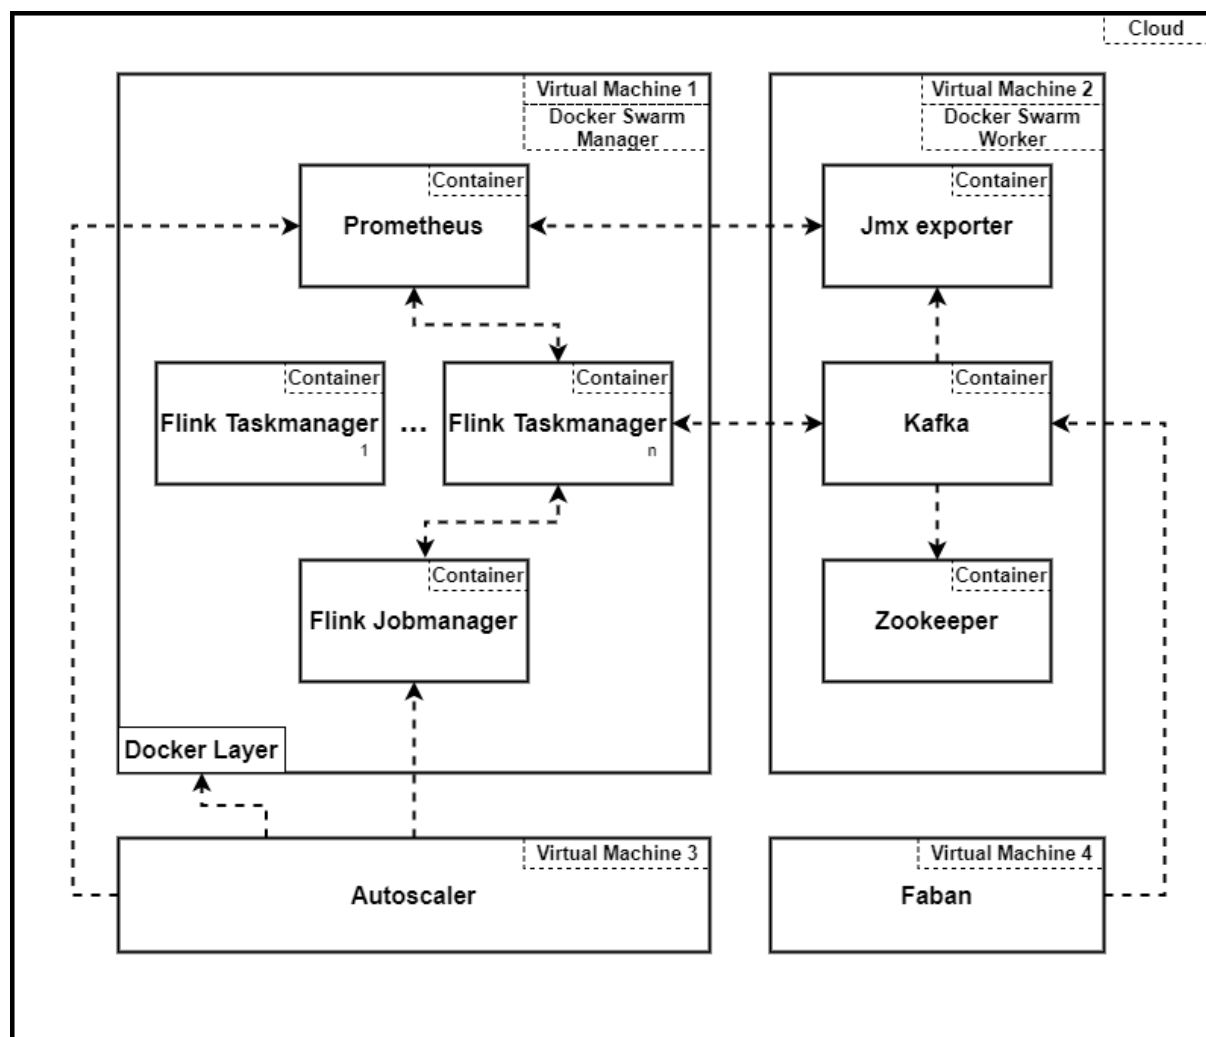 Cloud
Virtual Machine 1
Docker Swarm
Manager
Virtual Machine 2
Docker Swarm
Worker
Container
Prometheus
Container
Jmx exporter
Container
Flink Taskmanager
1
...
Container
Flink Taskmanager
n
Container
Kafka
Container
Flink Jobmanager
Container
Zookeeper
Docker Layer
Virtual Machine 3
Autoscaler
Virtual Machine 4
Faban